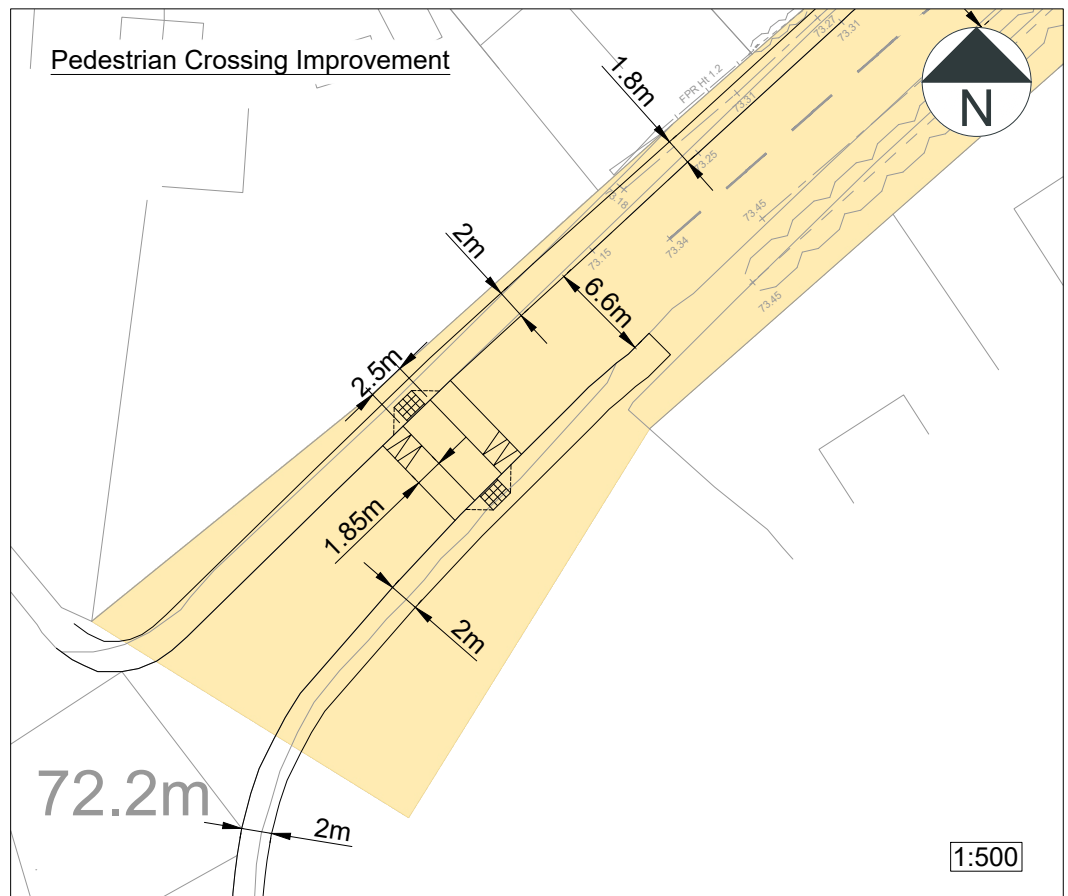 Pedestrian Crossing Improvement
73.27
73.31
FPR Ht 1.2
73.31
1.8m
N
73.25
73.18
73.45
2m
73.34
73.15
6.6m
73.45
2.5m
1.85m
2m
72.2m
2m
1:500